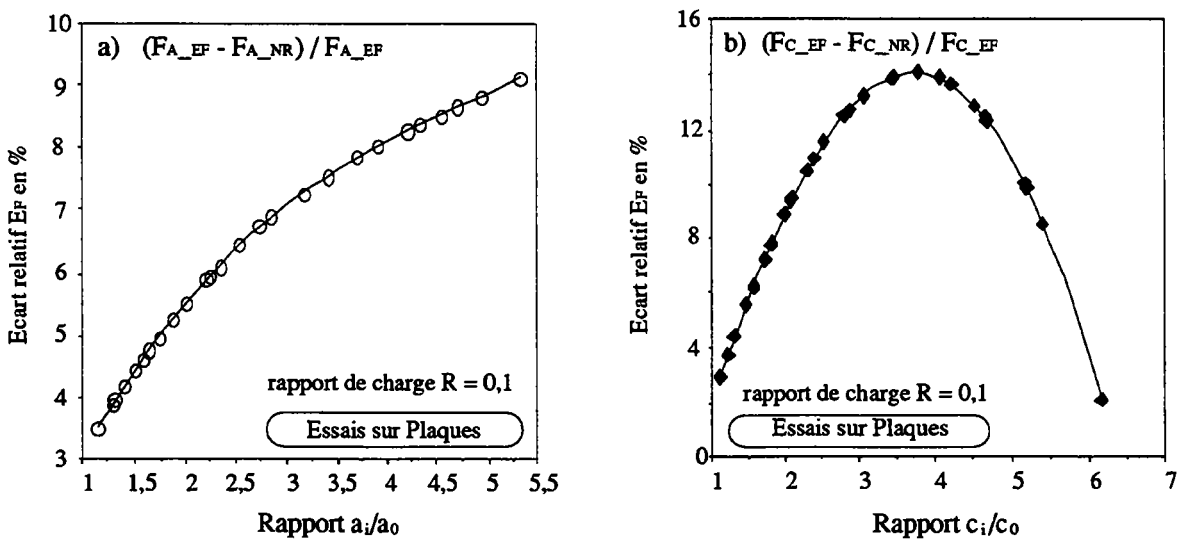 a) (FA_EF - FA_NR) / FA_EF
Ecart relatif EF en %
10
9
8
7
6
5
4
3
rapport de charge R = 0,1
Essais sur Plaques
1 1,5 2 2,5 3 3,5 4 4,5 5 5,5
Rapport ai/a0
b) (FC_EF - FC_NR) / FC_EF
Ecart relatif EF en %
16
12
8
4
0
rapport de charge R = 0,1
Essais sur Plaques
1 2 3 4 5 6 7
Rapport ci/c0